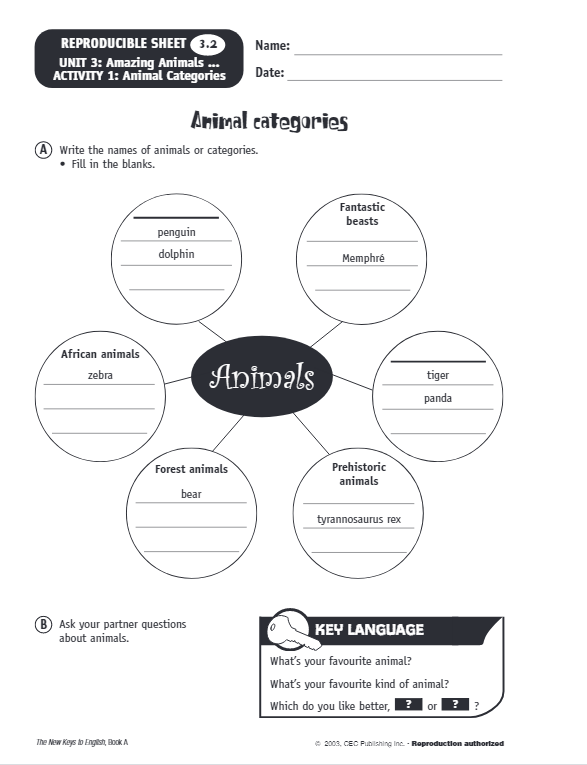 REPRODUCIBLE SHEET 3.2
UNIT 3: Amazing Animals ...
ACTIVITY 1: Animal Categories
Name:
Date:
Animal categories
A Write the names of animals or categories.
• Fill in the blanks.
penguin
dolphin
Fantastic
beasts
Memphré
African animals
zebra
Animals
tiger
panda
Forest animals
bear
Prehistoric
animals
tyrannosaurus rex
B Ask your partner questions
about animals.
KEY LANGUAGE
What's your favourite animal?
What's your favourite kind of animal?
Which do you like better, ? or ? ?
The New Keys to English, Book A
© 2003, CEC Publishing Inc. • Reproduction authorized